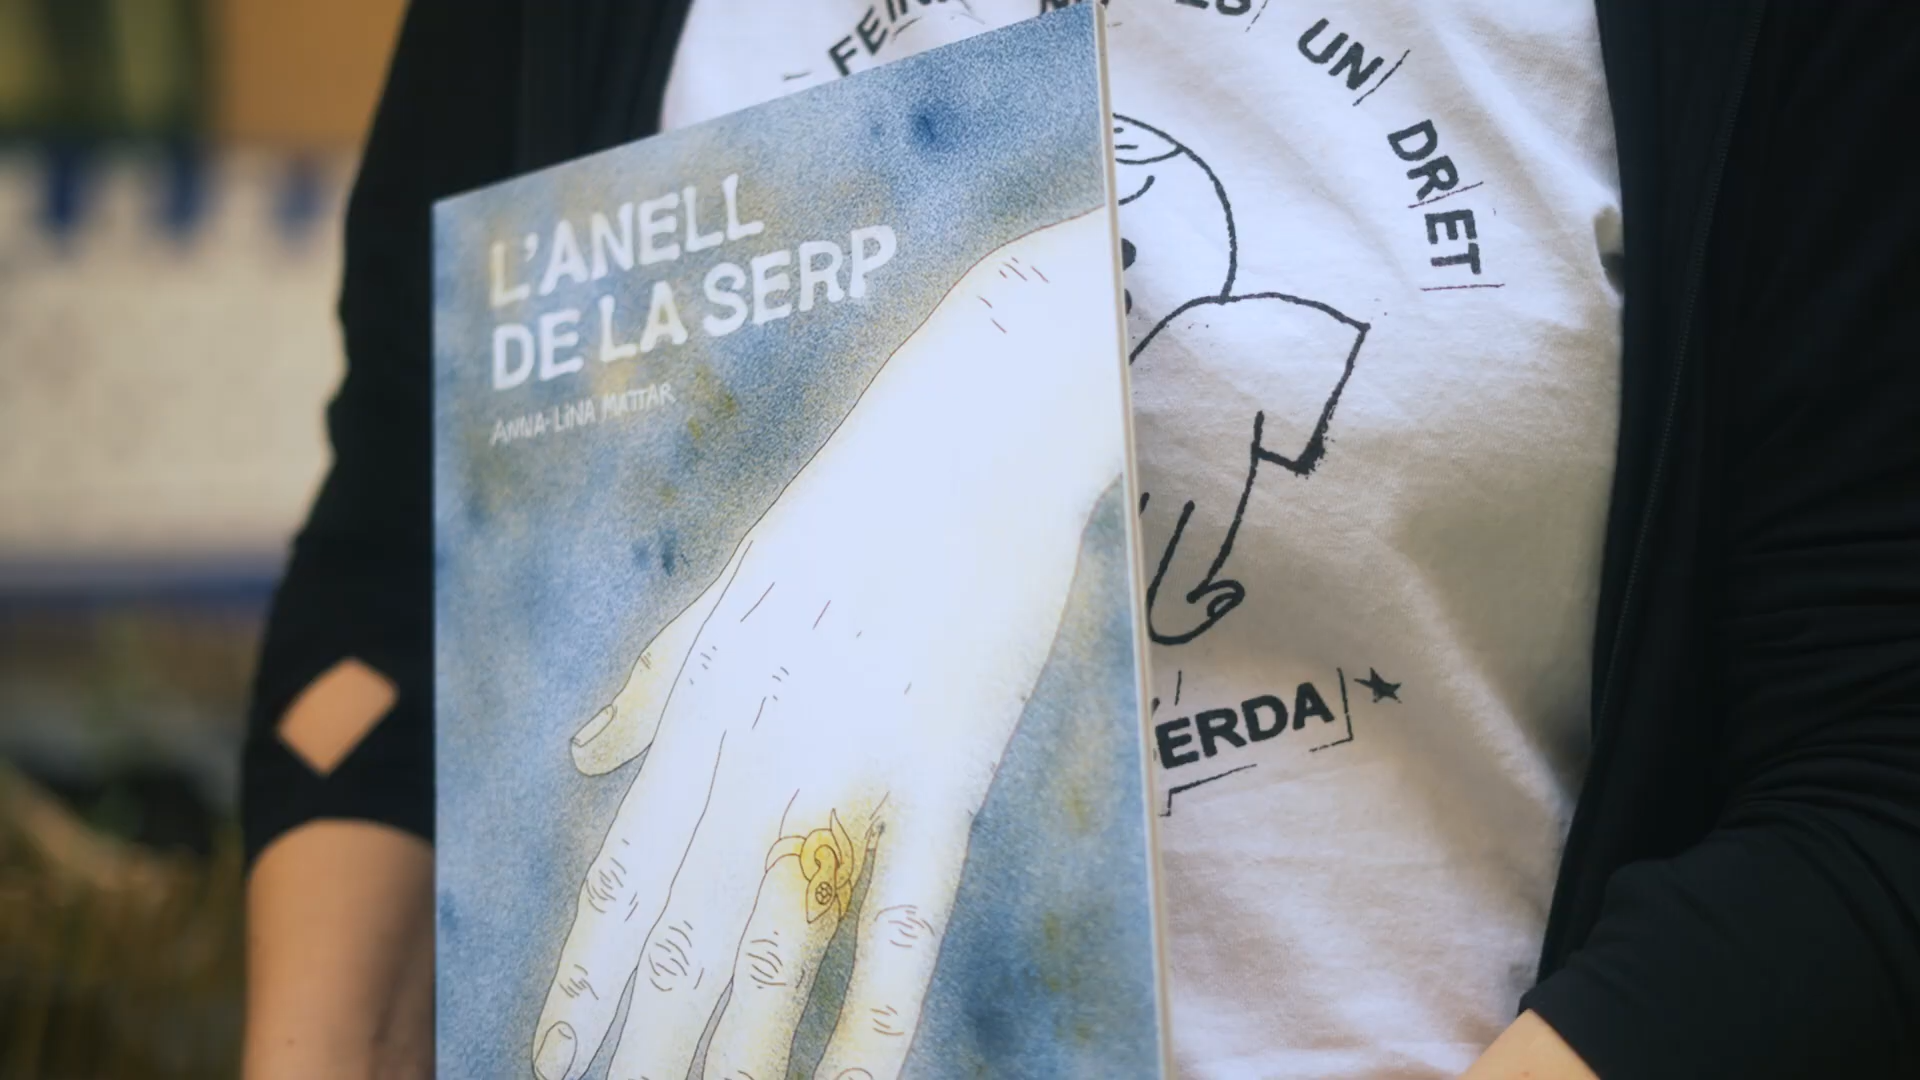 L'ANELL
DE LA SERP
ANNA-LINA MATTAR
UN
DRET
ERDA